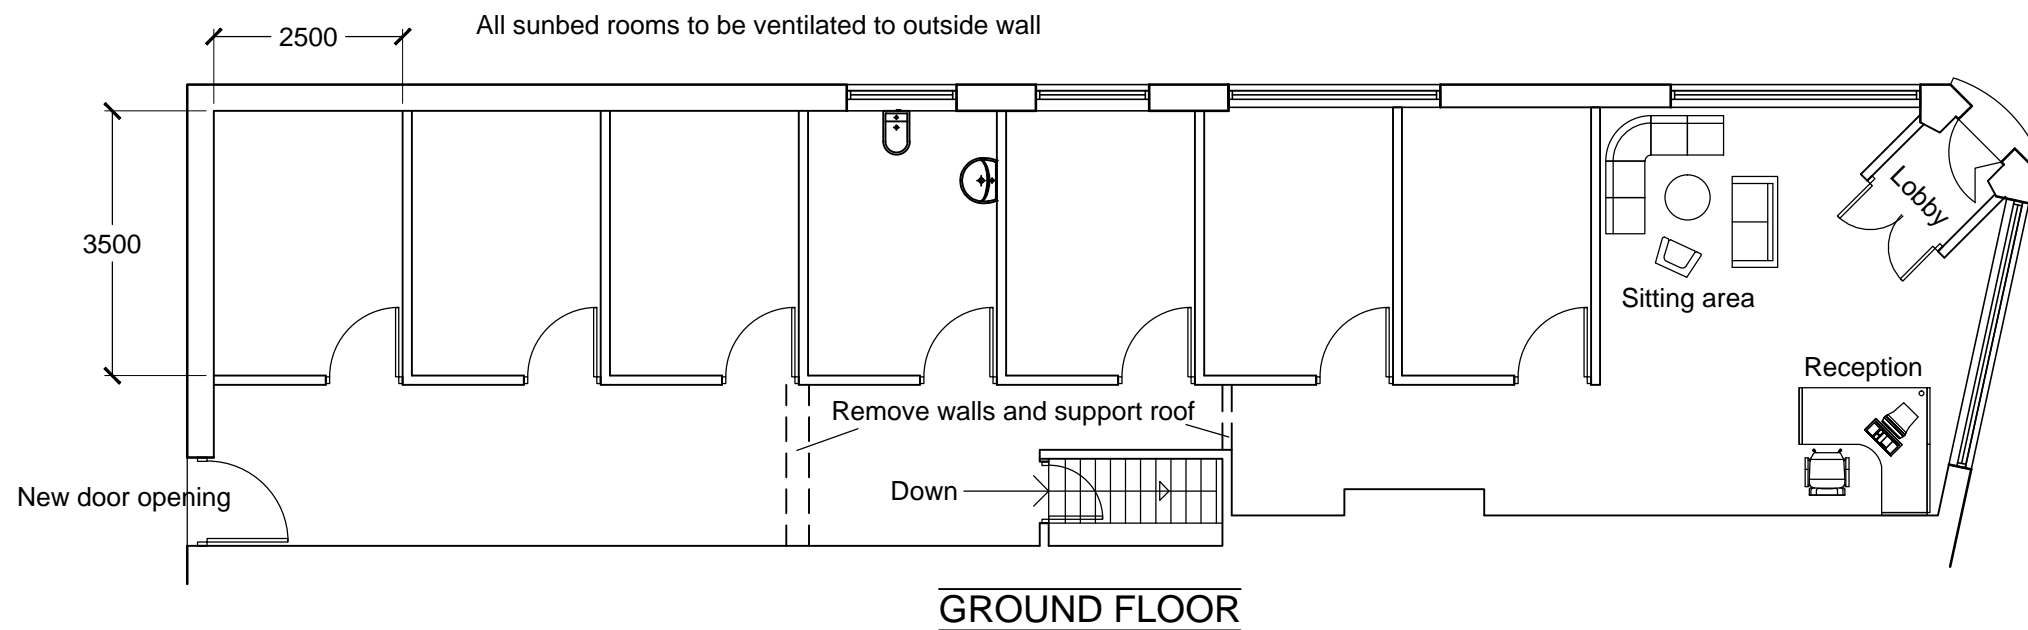 All sunbed rooms to be ventilated to outside wall
2500
3500
Lobby
Sitting area
Reception
Remove walls and support roof
Down
New door opening
GROUND FLOOR